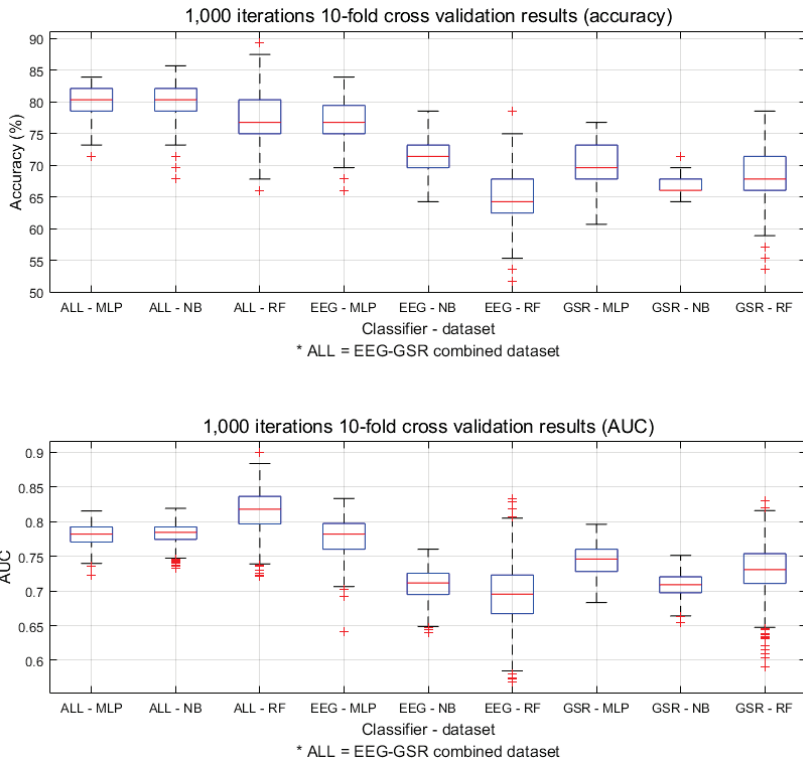 1,000 iterations 10-fold cross validation results (accuracy)
Accuracy (%)
90
85
80
75
70
65
60
55
50
ALL - MLP ALL - NB ALL - RF EEG - MLP EEG - NB EEG - RF GSR - MLP GSR - NB GSR - RF
Classifier - dataset
* ALL = EEG-GSR combined dataset
1,000 iterations 10-fold cross validation results (AUC)
AUC
0.9
0.85
0.8
0.75
0.7
0.65
0.6
ALL - MLP ALL - NB ALL - RF EEG - MLP EEG - NB EEG - RF GSR - MLP GSR - NB GSR - RF
Classifier - dataset
* ALL = EEG-GSR combined dataset